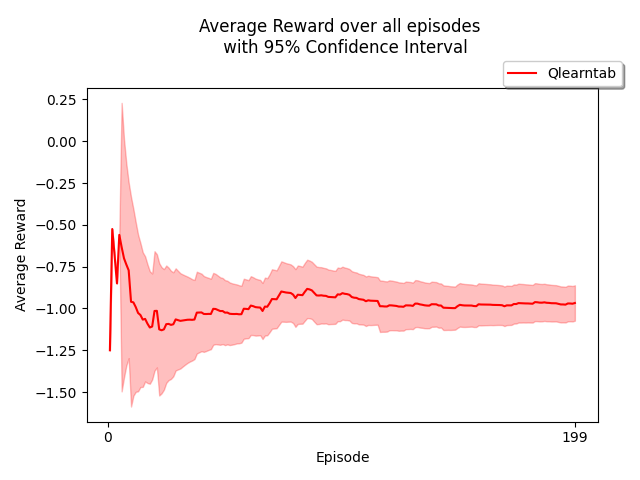 Average Reward over all episodes
with 95% Confidence Interval
Qlearntab
0.25
0.00
−0.25
−0.50
−0.75
−1.00
−1.25
−1.50
Average Reward
0
199
Episode